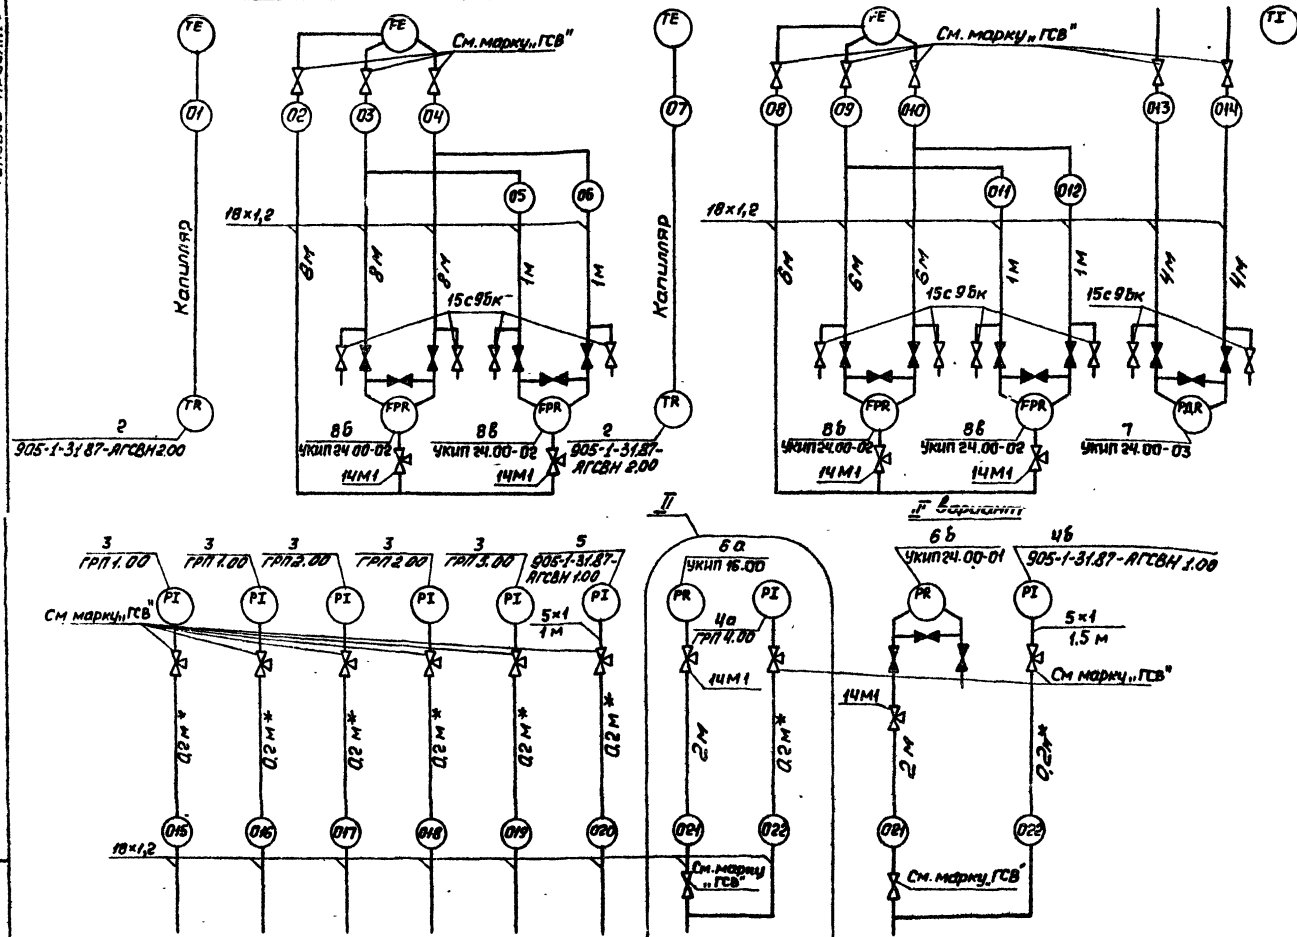 TE
FE
См. марку „ГСВ"
TE
FE
См. марку „ГСВ"
TI
01
02
03
04
07
08
09
010
013
014
05
06
011
012
18×1,2
18×1,2
Капилляр
8м
8м
8м
1м
1м
Капилляр
6м
6м
6м
1м
1м
4м
4м
15с9бк
15с9бк
15с9бк
TR
FPR
FPR
TR
FPR
FPR
РДR
2
905-1-31.87-АГСВН 2.00
8б
УКИП 24.00-02
8в
УКИП 24.00-02
2
905-1-31.87-
АГСВН 2.00
8б
УКИП 24.00-02
8в
УКИП 24.00-02
7
УКИП 24.00-03
14М1
14М1
14М1
14М1
II
II вариант
3
ГРП 1.00
3
ГРП 1.00
3
ГРП 2.00
3
ГРП 2.00
3
ГРП 3.00
5
905-1-31.87-
АГСВН 1.00
6а
УКИП 16.00
6б
УКИП 24.00-01
4б
905-1-31.87-АГСВН 1.00
PI
PI
PI
PI
PI
PI
PR
PI
PR
PI
См марку „ГСВ"
5×1
1м
4а
ГРП 4.00
5×1
1.5 м
14М1
См марку „ГСВ"
14М1
0,2м*
0,2м*
0,2м*
0,2м*
0,2м*
0,2м*
2м
0,2м*
2м
0,2м*
015
016
017
018
019
020
021
022
021
022
18×1,2
См. марку
„ГСВ"
См. марку „ГСВ"